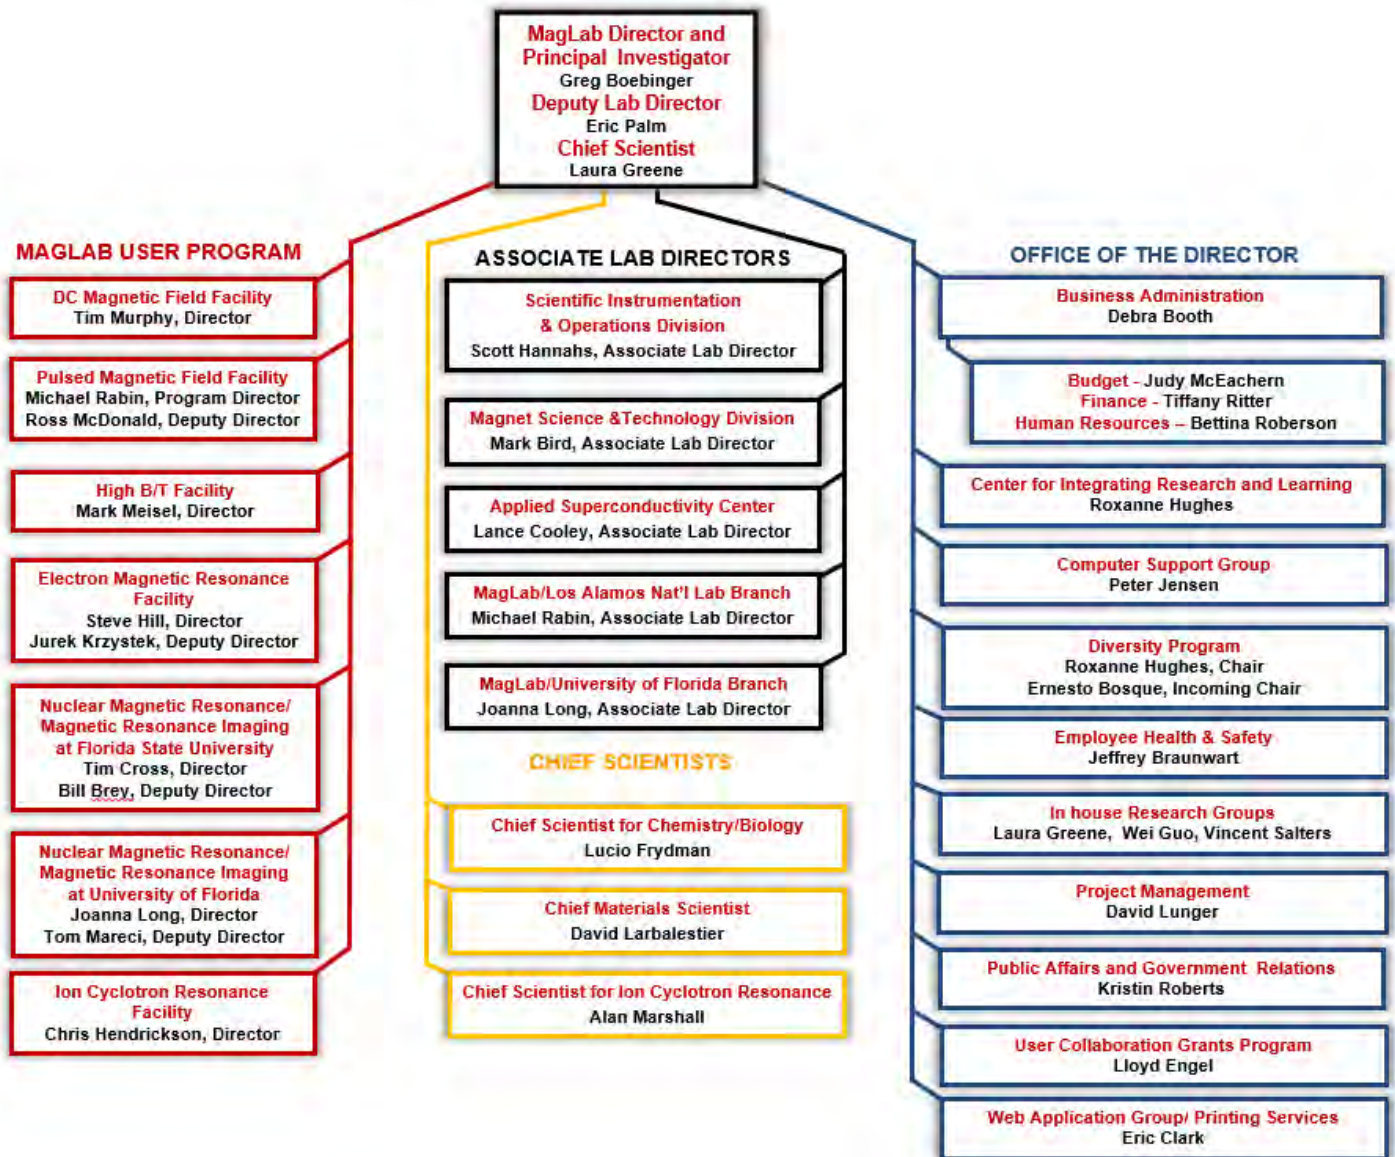 MagLab Director and
Principal Investigator
Greg Boebinger
Deputy Lab Director
Eric Palm
Chief Scientist
Laura Greene
MAGLAB USER PROGRAM
DC Magnetic Field Facility
Tim Murphy, Director
Pulsed Magnetic Field Facility
Michael Rabin, Program Director
Ross McDonald, Deputy Director
High B/T Facility
Mark Meisel, Director
Electron Magnetic Resonance
Facility
Steve Hill, Director
Jurek Krzystek, Deputy Director
Nuclear Magnetic Resonance/
Magnetic Resonance Imaging
at Florida State University
Tim Cross, Director
Bill Brey, Deputy Director
Nuclear Magnetic Resonance/
Magnetic Resonance Imaging
at University of Florida
Joanna Long, Director
Tom Mareci, Deputy Director
Ion Cyclotron Resonance
Facility
Chris Hendrickson, Director
ASSOCIATE LAB DIRECTORS
Scientific Instrumentation
& Operations Division
Scott Hannahs, Associate Lab Director
Magnet Science &Technology Division
Mark Bird, Associate Lab Director
Applied Superconductivity Center
Lance Cooley, Associate Lab Director
MagLab/Los Alamos Nat'l Lab Branch
Michael Rabin, Associate Lab Director
MagLab/University of Florida Branch
Joanna Long, Associate Lab Director
CHIEF SCIENTISTS
Chief Scientist for Chemistry/Biology
Lucio Frydman
Chief Materials Scientist
David Larbalestier
Chief Scientist for Ion Cyclotron Resonance
Alan Marshall
OFFICE OF THE DIRECTOR
Business Administration
Debra Booth
Budget - Judy McEachern
Finance - Tiffany Ritter
Human Resources – Bettina Roberson
Center for Integrating Research and Learning
Roxanne Hughes
Computer Support Group
Peter Jensen
Diversity Program
Roxanne Hughes, Chair
Ernesto Bosque, Incoming Chair
Employee Health & Safety
Jeffrey Braunwart
In house Research Groups
Laura Greene, Wei Guo, Vincent Salters
Project Management
David Lunger
Public Affairs and Government Relations
Kristin Roberts
User Collaboration Grants Program
Lloyd Engel
Web Application Group/ Printing Services
Eric Clark